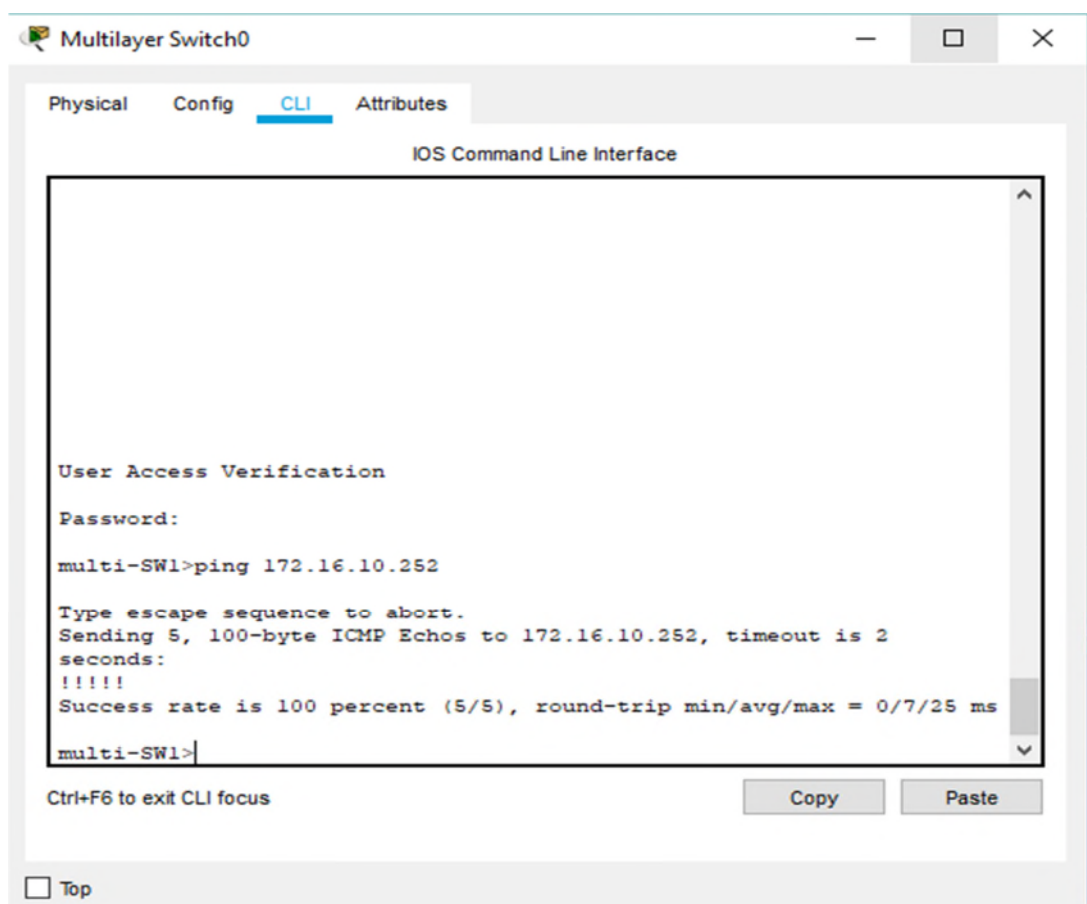 Multilayer Switch0
Physical Config CLI Attributes
IOS Command Line Interface
User Access Verification
Password:
multi-SW1>ping 172.16.10.252
Type escape sequence to abort.
Sending 5, 100-byte ICMP Echos to 172.16.10.252, timeout is 2
seconds:
!!!!!
Success rate is 100 percent (5/5), round-trip min/avg/max = 0/7/25 ms
multi-SW1>
Ctrl+F6 to exit CLI focus
Copy Paste
Top